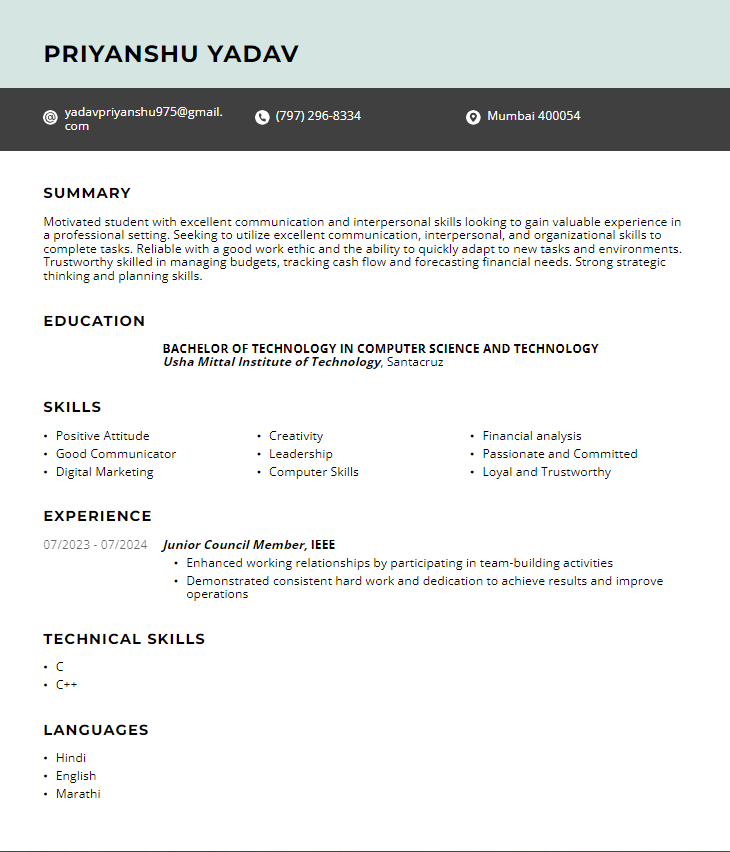 PRIYANSHU YADAV
yadavpriyanshu975@gmail.
com
(797) 296-8334
Mumbai 400054
SUMMARY
Motivated student with excellent communication and interpersonal skills looking to gain valuable experience in
a professional setting. Seeking to utilize excellent communication, interpersonal, and organizational skills to
complete tasks. Reliable with a good work ethic and the ability to quickly adapt to new tasks and environments.
Trustworthy skilled in managing budgets, tracking cash flow and forecasting financial needs. Strong strategic
thinking and planning skills.
EDUCATION
BACHELOR OF TECHNOLOGY IN COMPUTER SCIENCE AND TECHNOLOGY
Usha Mittal Institute of Technology, Santacruz
SKILLS
• Positive Attitude
• Good Communicator
• Digital Marketing
• Creativity
• Leadership
• Computer Skills
• Financial analysis
• Passionate and Committed
• Loyal and Trustworthy
EXPERIENCE
07/2023 - 07/2024 Junior Council Member, IEEE
• Enhanced working relationships by participating in team-building activities
• Demonstrated consistent hard work and dedication to achieve results and improve
operations
TECHNICAL SKILLS
• C
• C++
LANGUAGES
• Hindi
• English
• Marathi